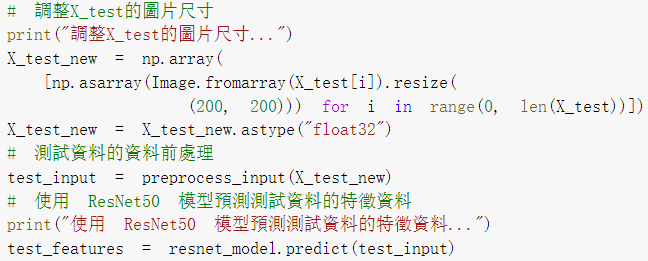 # 調整X_test的圖片尺寸
print("調整X_test的圖片尺寸...")
X_test_new = np.array(
    [np.asarray(Image.fromarray(X_test[i]).resize(
                (200, 200))) for i in range(0, len(X_test))])
X_test_new = X_test_new.astype("float32")
# 測試資料的資料前處理
test_input = preprocess_input(X_test_new)
# 使用 ResNet50 模型預測測試資料的特徵資料
print("使用 ResNet50 模型預測測試資料的特徵資料...")
test_features = resnet_model.predict(test_input)